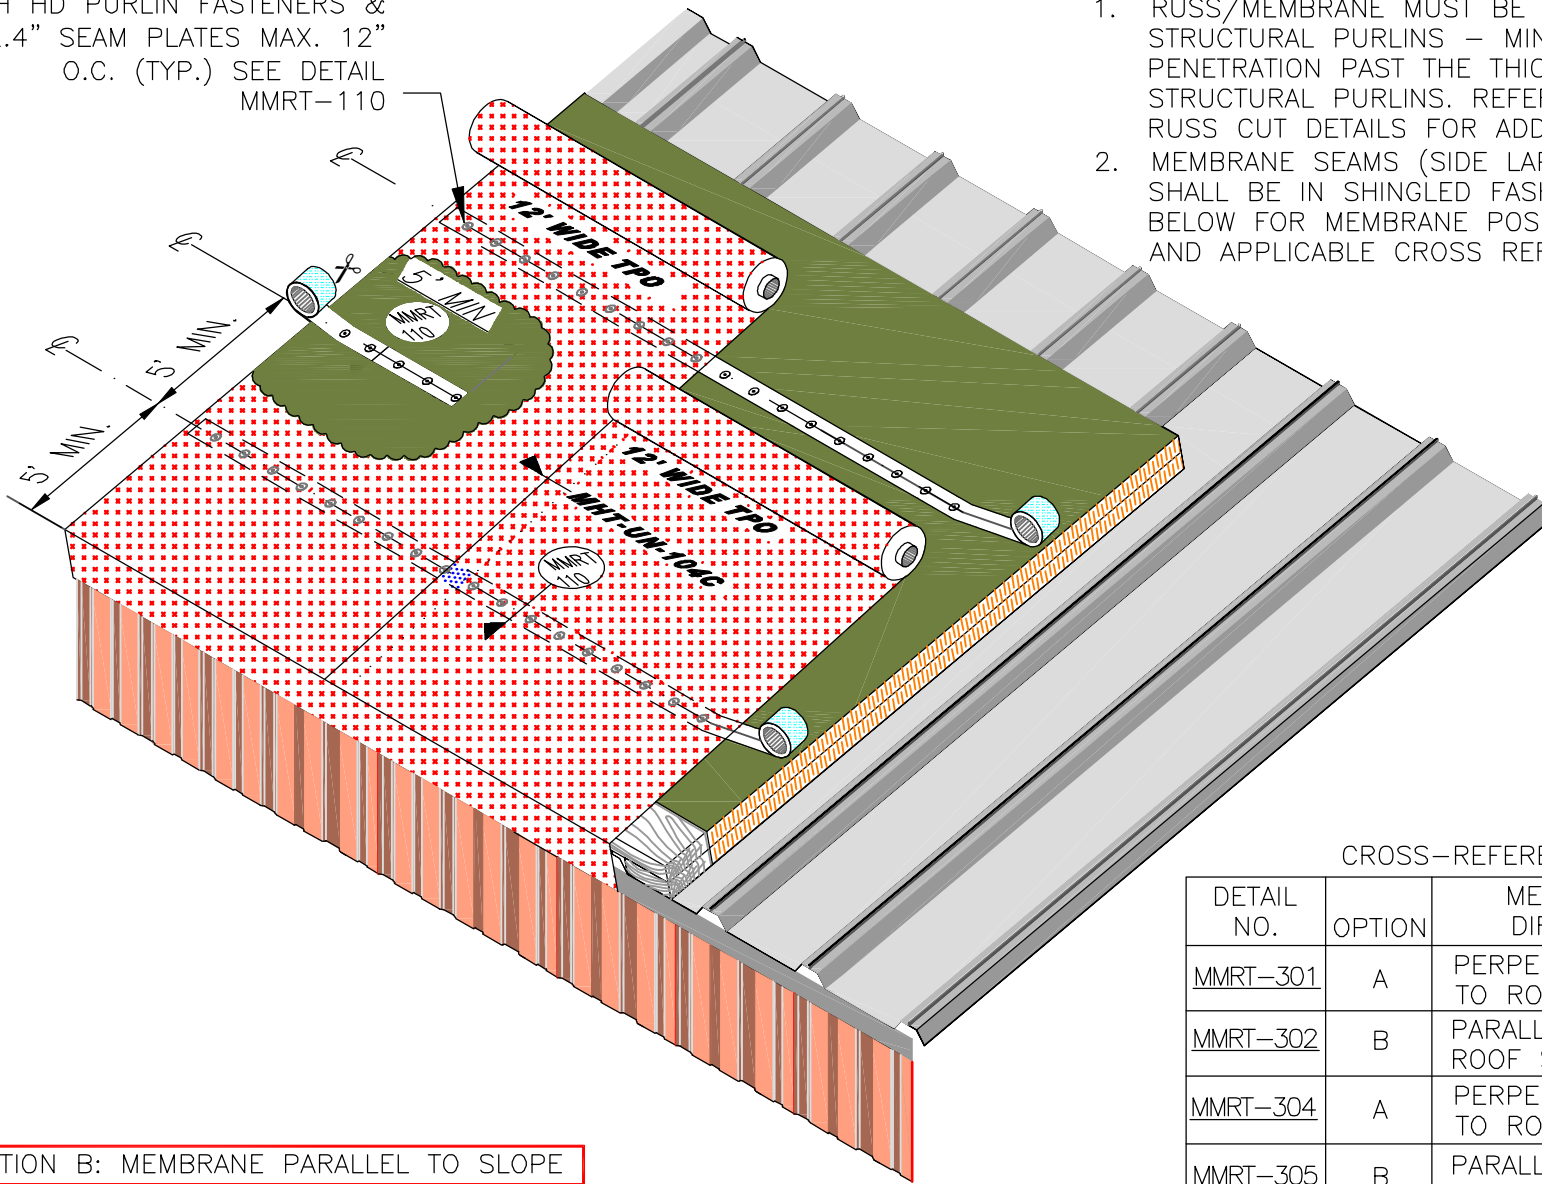 HD PURLIN FASTENERS &
.4" SEAM PLATES MAX. 12"
O.C. (TYP.) SEE DETAIL
MMRT-110
1. RUSS/MEMBRANE MUST BE
STRUCTURAL PURLINS – MIN
PENETRATION PAST THE THIC
STRUCTURAL PURLINS. REFER
RUSS CUT DETAILS FOR ADD
2. MEMBRANE SEAMS (SIDE LAP
SHALL BE IN SHINGLED FASH
BELOW FOR MEMBRANE POS
AND APPLICABLE CROSS REF
12' WIDE TPO
5' MIN
MMRT
110
5' MIN.
5' MIN.
12' WIDE TPO
MHT-UN-104C
MMRT
110
CROSS-REFERE
DETAIL NO. OPTION ME DIF
MMRT-301 A PERPE TO RO
MMRT-302 B PARALL ROOF S
MMRT-304 A PERPE TO RO
MMRT-305 B PARALL
TION B: MEMBRANE PARALLEL TO SLOPE